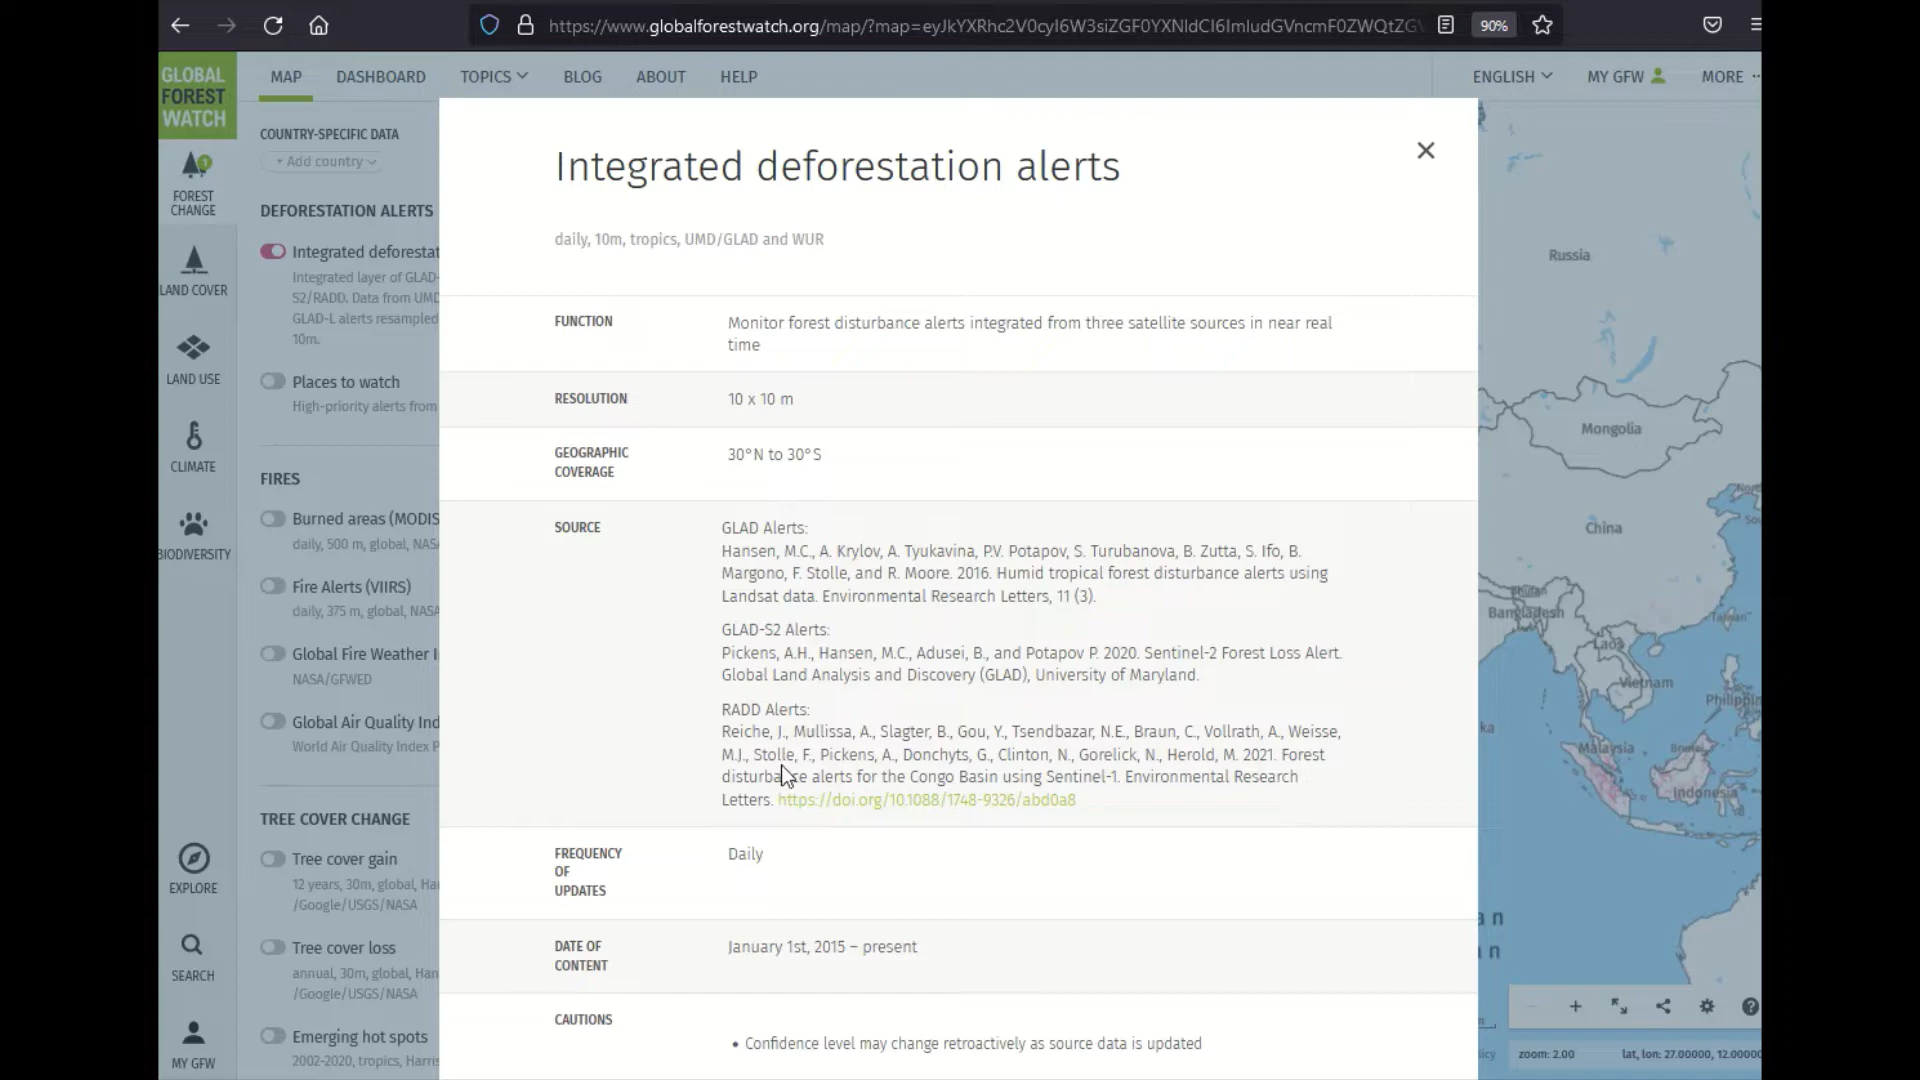 https://www.globalforestwatch.org/map/?map=eyJkYXRhc2V0cyI6W3siZGF0YXNldCI6ImludGVncmF0ZWQtZG
90%
GLOBAL
FOREST
WATCH
MAP
DASHBOARD
TOPICS
BLOG
ABOUT
HELP
ENGLISH
MY GFW
MORE
1
FOREST
CHANGE
LAND COVER
LAND USE
CLIMATE
BIODIVERSITY
EXPLORE
SEARCH
MY GFW
COUNTRY-SPECIFIC DATA
+ Add country
DEFORESTATION ALERTS
Integrated deforestat
Integrated layer of GLAD-
S2/RADD. Data from UMD
GLAD-L alerts resampled
10m.
Places to watch
High-priority alerts from
FIRES
Burned areas (MODIS
daily, 500 m, global, NAS
Fire Alerts (VIIRS)
daily, 375 m, global, NASA
Global Fire Weather I
NASA/GFWED
Global Air Quality Ind
World Air Quality Index P
TREE COVER CHANGE
Tree cover gain
12 years, 30m, global, Ha
/Google/USGS/NASA
Tree cover loss
annual, 30m, global, Han
/Google/USGS/NASA
Emerging hot spots
2002-2020, tropics, Harris
Integrated deforestation alerts
daily, 10m, tropics, UMD/GLAD and WUR
FUNCTION
Monitor forest disturbance alerts integrated from three satellite sources in near real
time
RESOLUTION
10 x 10 m
GEOGRAPHIC
COVERAGE
30°N to 30°S
SOURCE
GLAD Alerts:
Hansen, M.C., A. Krylov, A. Tyukavina, P.V. Potapov, S. Turubanova, B. Zutta, S. Ifo, B.
Margono, F. Stolle, and R. Moore. 2016. Humid tropical forest disturbance alerts using
Landsat data. Environmental Research Letters, 11 (3).
GLAD-S2 Alerts:
Pickens, A.H., Hansen, M.C., Adusei, B., and Potapov P. 2020. Sentinel-2 Forest Loss Alert.
Global Land Analysis and Discovery (GLAD), University of Maryland.
RADD Alerts:
Reiche, J., Mullissa, A., Slagter, B., Gou, Y., Tsendbazar, N.E., Braun, C., Vollrath, A., Weisse,
M.J., Stolle, F., Pickens, A., Donchyts, G., Clinton, N., Gorelick, N., Herold, M. 2021. Forest
disturbance alerts for the Congo Basin using Sentinel-1. Environmental Research
Letters. https://doi.org/10.1088/1748-9326/abd0a8
FREQUENCY
OF
UPDATES
Daily
DATE OF
CONTENT
January 1st, 2015 – present
CAUTIONS
• Confidence level may change retroactively as source data is updated
Russia
Mongolia
China
Bhutan
Bangladesh
Taiwan
Laos
Vietnam
Philippin
ka
Malaysia
Brunei
Indonesia
an
n
licy
zoom: 2.00
lat, lon: 27.00000, 12.00000